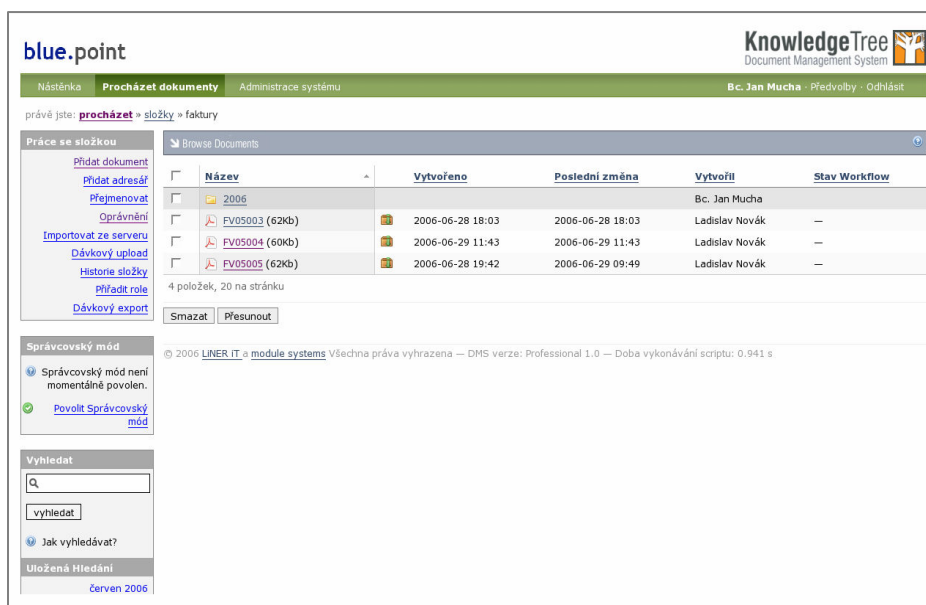 blue.point
KnowledgeTree
Document Management System
Nástěnka Procházet dokumenty Administrace systému Bc. Jan Mucha · Předvolby · Odhlásit
právě jste: procházet » složky » faktury
Práce se složkou
Přidat dokument
Přidat adresář
Přejmenovat
Oprávnění
Importovat ze serveru
Dávkový upload
Historie složky
Přiřadit role
Dávkový export
Správcovský mód
Správcovský mód není
momentálně povolen.
Povolit Správcovský
mód
Vyhledat
vyhledat
Jak vyhledávat?
Uložená Hledání
červen 2006
Browse Documents
Název Vytvořeno Poslední změna Vytvořil Stav Workflow
2006 Bc. Jan Mucha
FV05003 (62Kb) 2006-06-28 18:03 2006-06-28 18:03 Ladislav Novák —
FV05004 (60Kb) 2006-06-29 11:43 2006-06-29 11:43 Ladislav Novák —
FV05005 (62Kb) 2006-06-28 19:42 2006-06-29 09:49 Ladislav Novák —
4 položek, 20 na stránku
Smazat Přesunout
© 2006 LiNER iT a module systems Všechna práva vyhrazena — DMS verze: Professional 1.0 — Doba vykonávání scriptu: 0.941 s